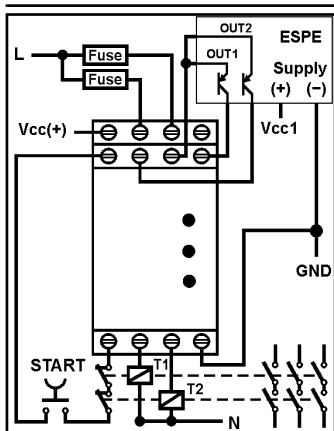 OUT2
ESPE
OUT1
L
Fuse
Fuse
Supply
(+) (−)
Vcc(+)
Vcc1
GND
START
T1
T2
N